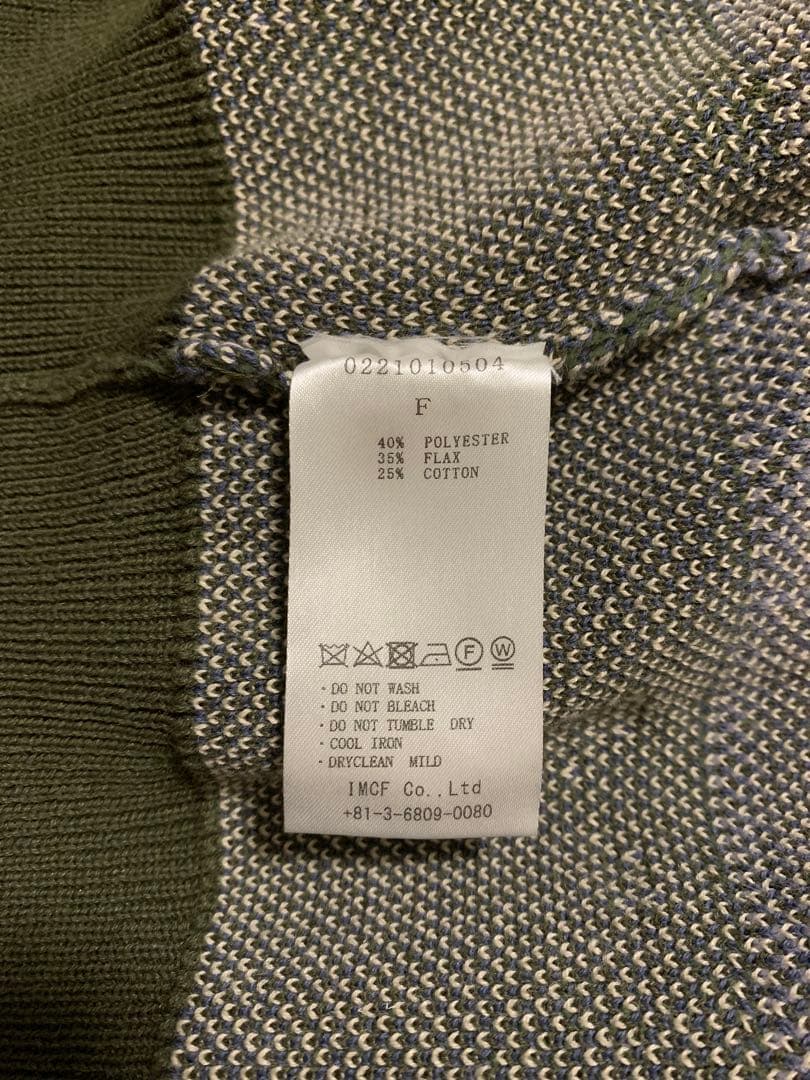 0221010504
F
40% POLYESTER
35% FLAX
25% COTTON
F W
・DO NOT WASH
・DO NOT BLEACH
・DO NOT TUMBLE DRY
・COOL IRON
・DRYCLEAN MILD
IMCF Co.,Ltd
+81-3-6809-0080